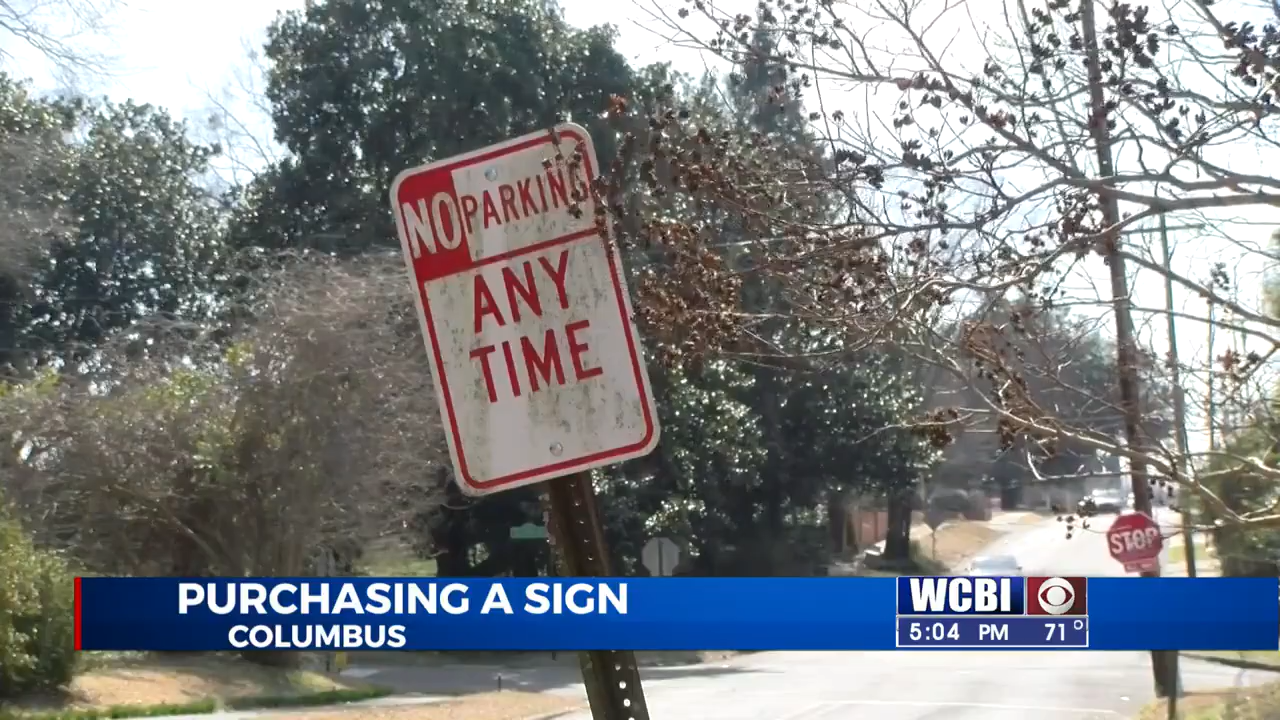 NO PARKING
ANY
TIME
STOP
PURCHASING A SIGN
COLUMBUS
WCBI
5:04 PM 71°